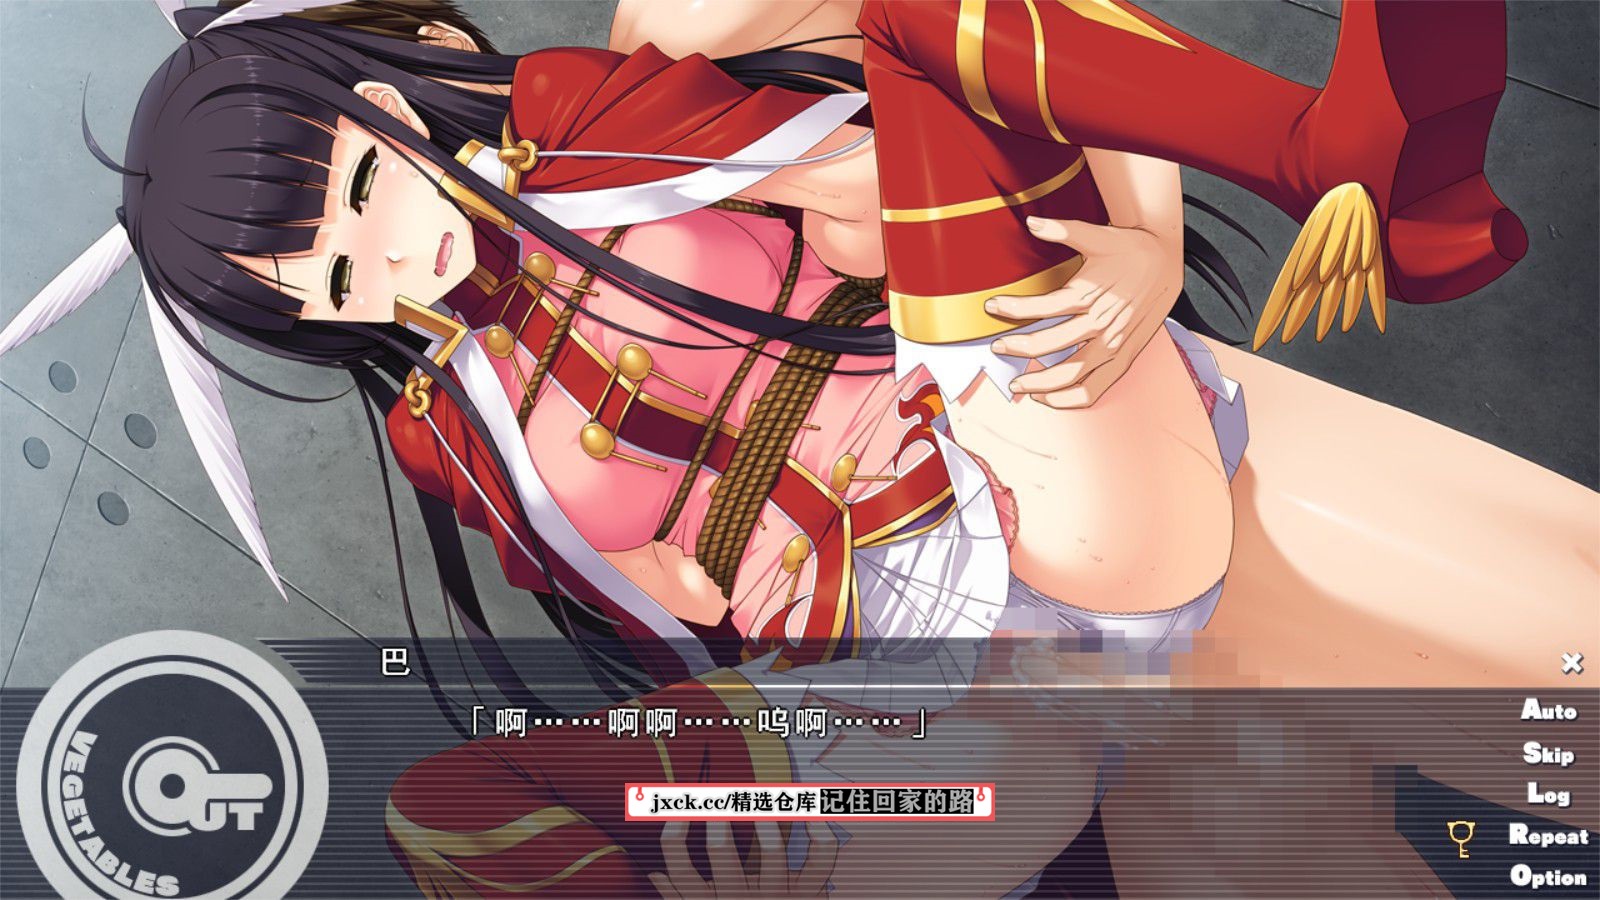 巴
「啊……啊啊……呜啊……」
jxck.cc/精选仓库记住回家的路
OUT
VEGETABLES
Auto
Skip
Log
Repeat
Option